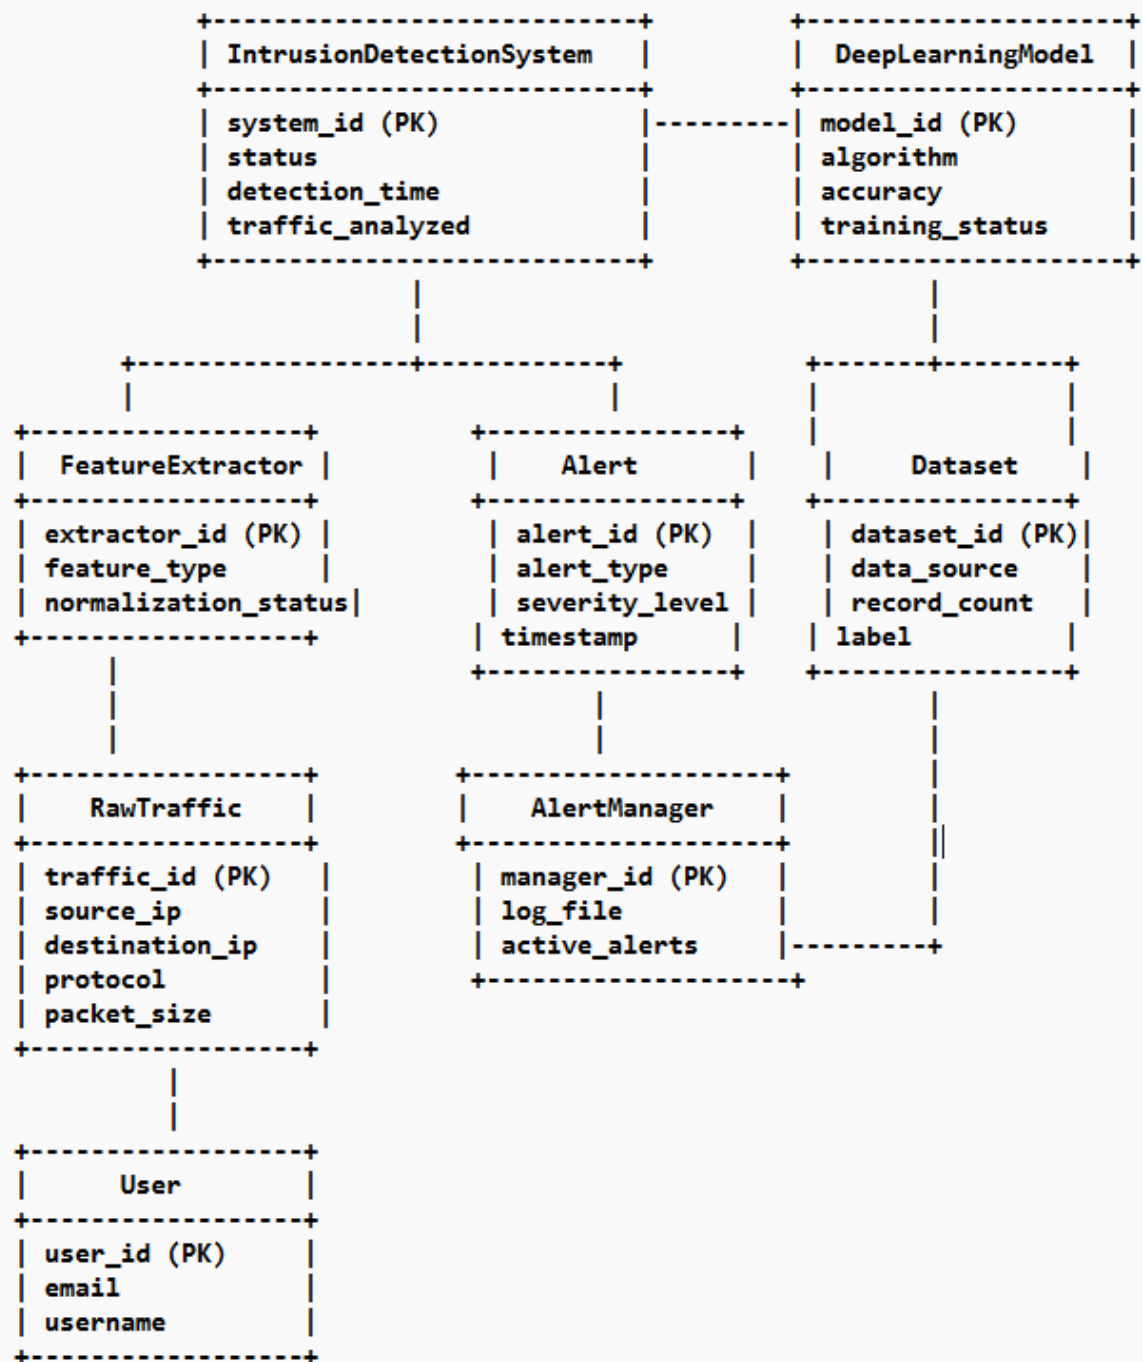 IntrusionDetectionSystem
system_id (PK)
status
detection_time
traffic_analyzed
DeepLearningModel
model_id (PK)
algorithm
accuracy
training_status
FeatureExtractor
extractor_id (PK)
feature_type
normalization_status
Alert
alert_id (PK)
alert_type
severity_level
timestamp
Dataset
dataset_id (PK)
data_source
record_count
label
RawTraffic
traffic_id (PK)
source_ip
destination_ip
protocol
packet_size
AlertManager
manager_id (PK)
log_file
active_alerts
User
user_id (PK)
email
username